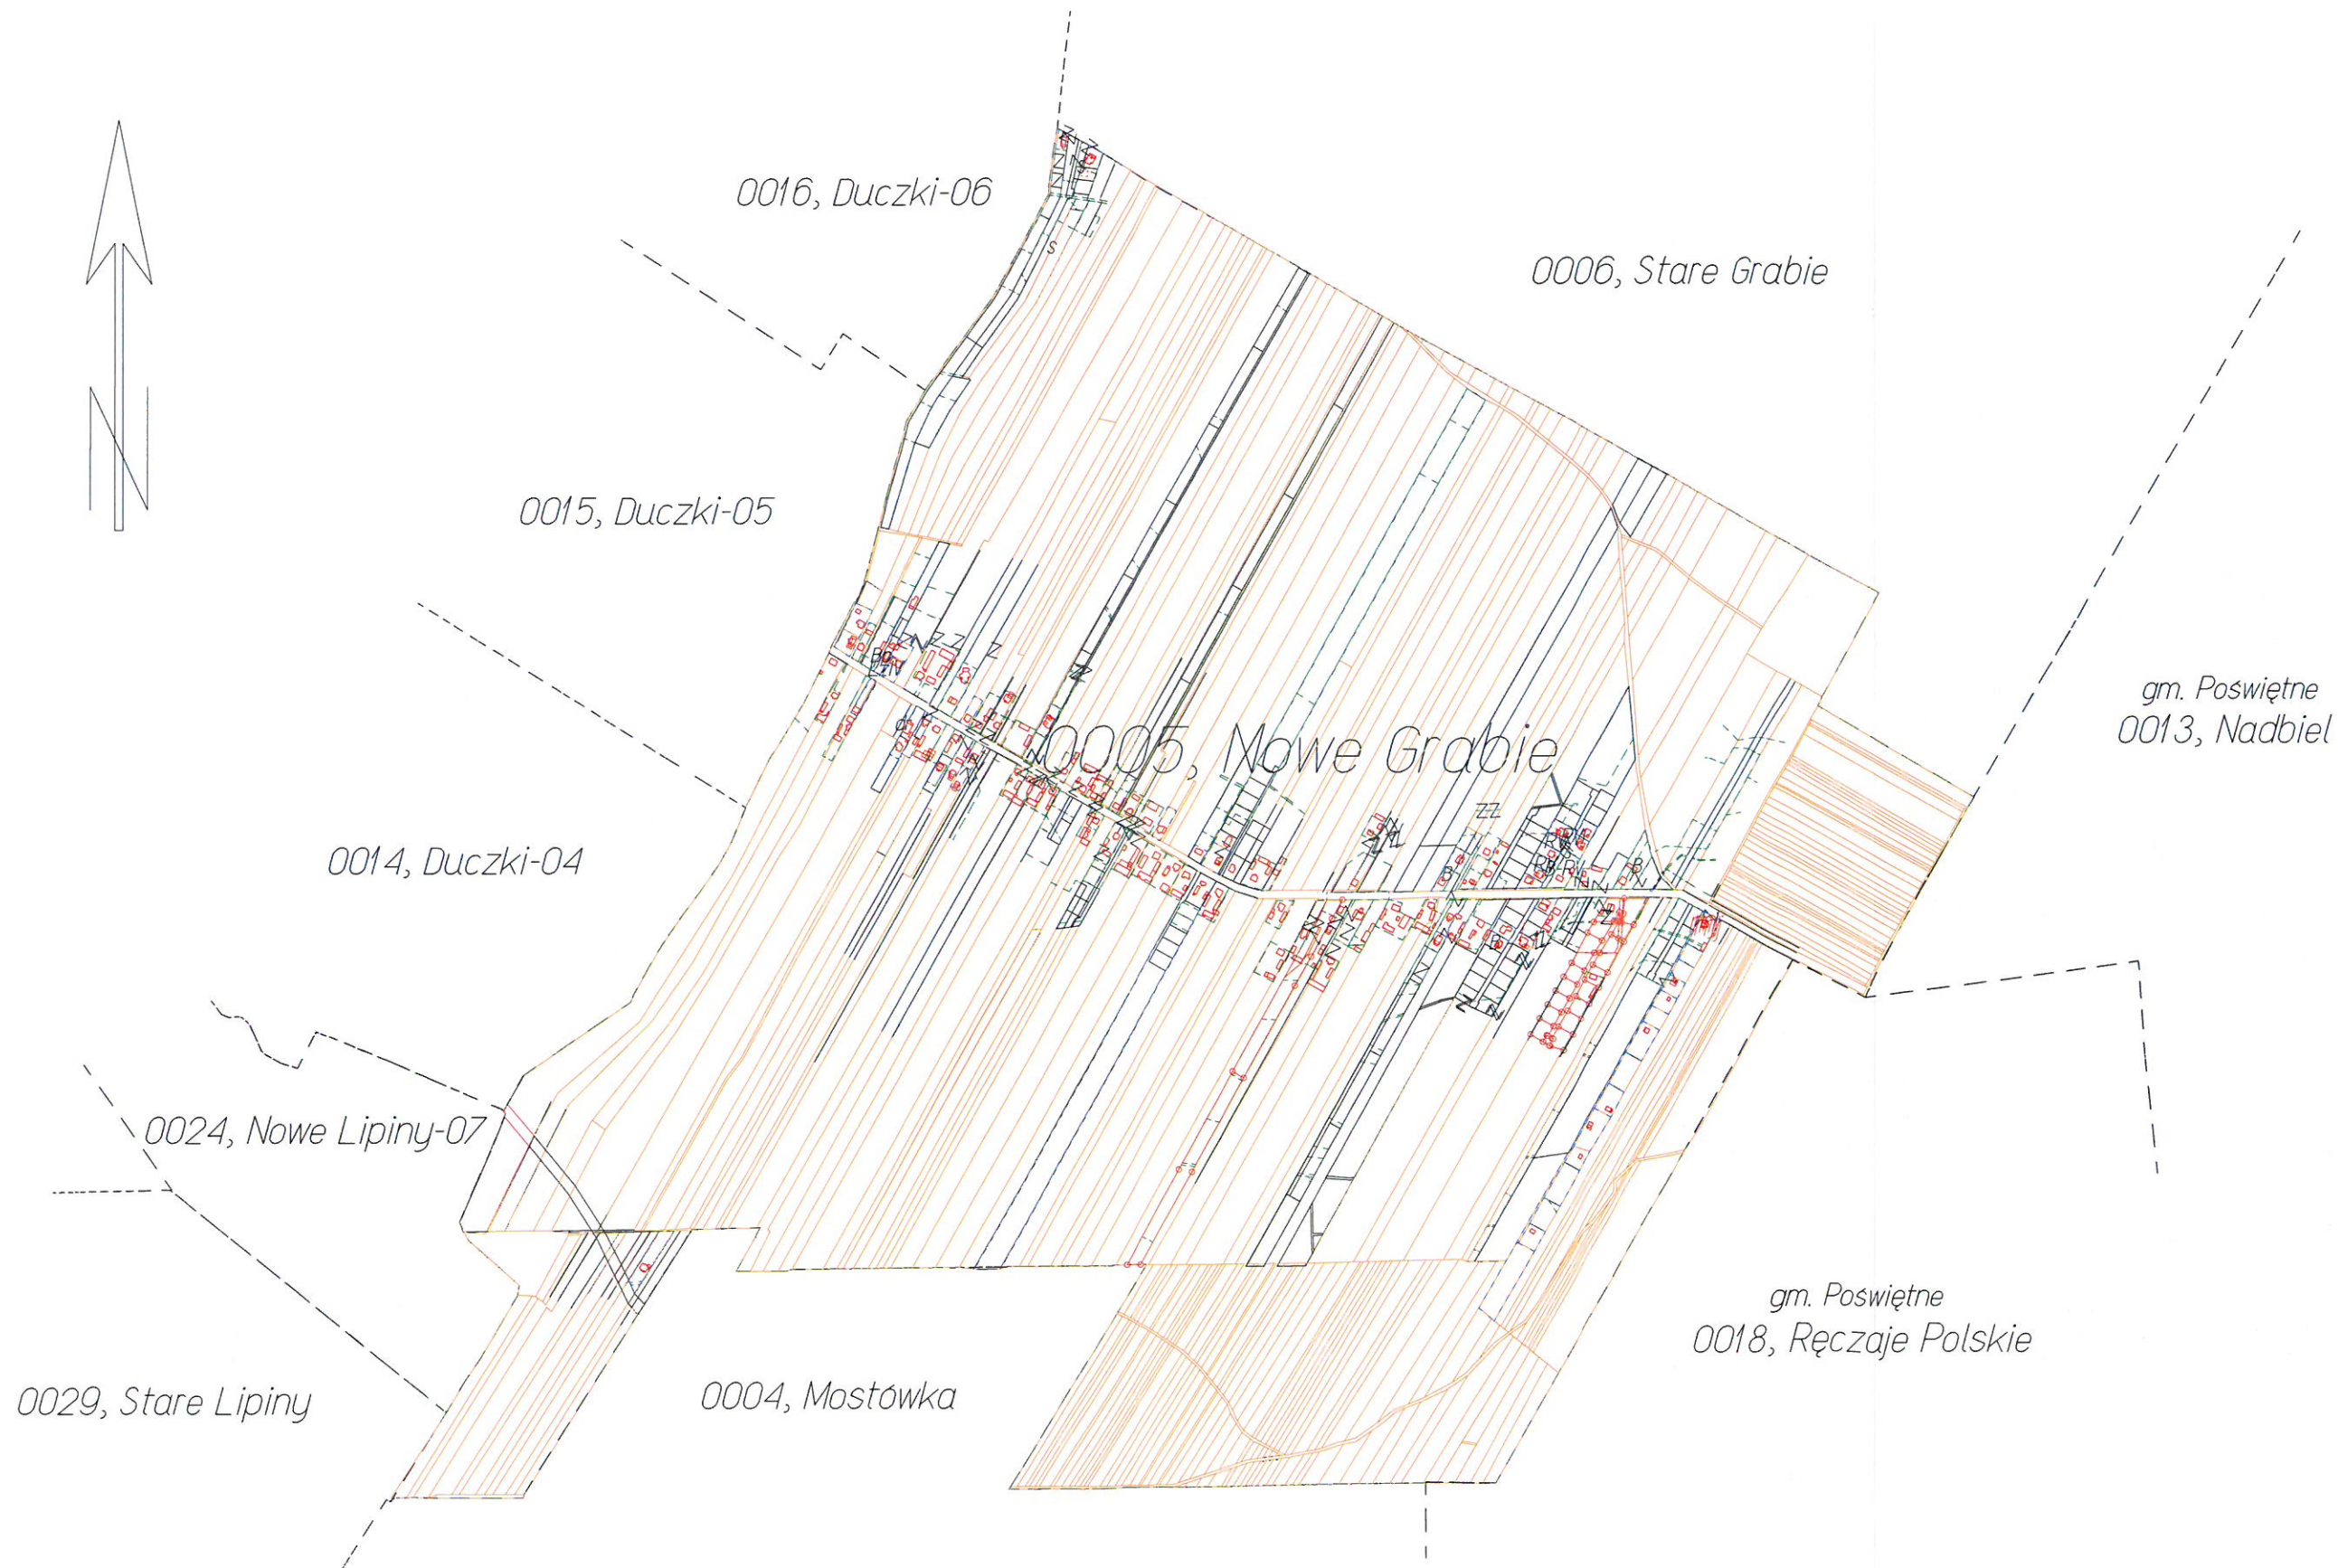 0016, Duczki-06
0006, Stare Grabie
0015, Duczki-05
gm. Poświętne
0013, Nadbiel
0005, Nowe Grabie
0014, Duczki-04
0024, Nowe Lipiny-07
gm. Poświętne
0018, Ręczaje Polskie
0029, Stare Lipiny
0004, Mostówka
N